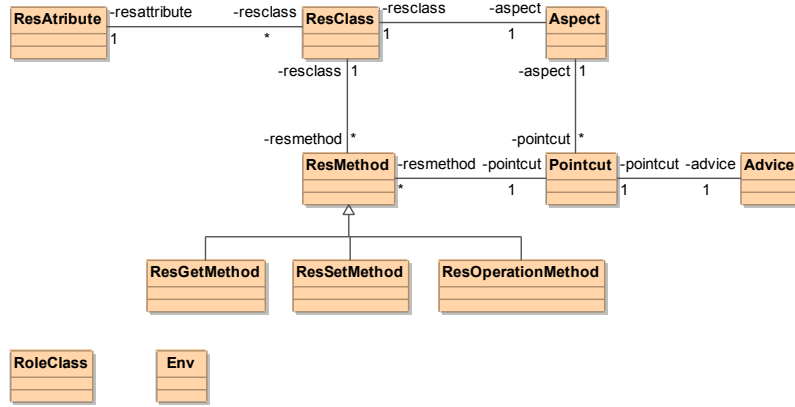 ResAtribute -resattribute -resclass ResClass -resclass -aspect Aspect
1 * 1 1
-resclass 1 -aspect 1
-resmethod * -pointcut *
ResMethod -resmethod -pointcut Pointcut -pointcut -advice Advice
* 1 1 1
ResGetMethod ResSetMethod ResOperationMethod
RoleClass Env